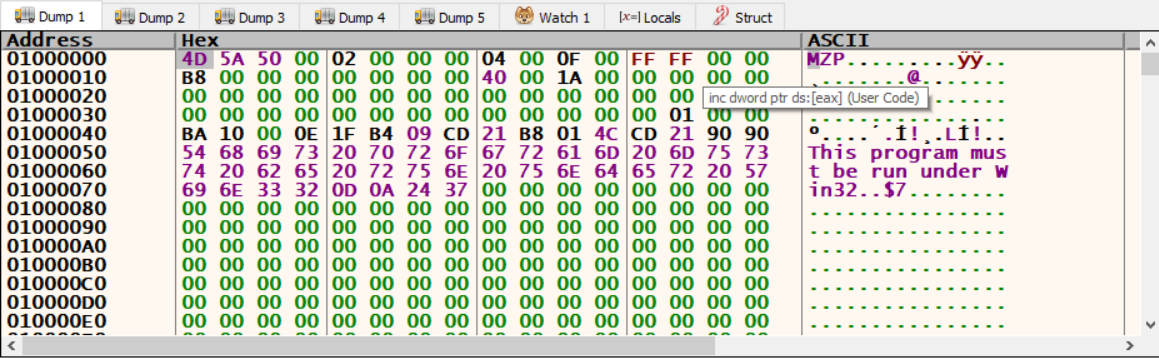 Dump 1 Dump 2 Dump 3 Dump 4 Dump 5 Watch 1 [x=] Locals Struct
Address Hex ASCII
01000000 4D 5A 50 00 02 00 00 00 04 00 0F 00 FF FF 00 00 MZP.........ÿÿ..
01000010 B8 00 00 00 00 00 00 00 40 00 1A 00 00 00 00 00 ¸.......@.......
01000020 00 00 00 00 00 00 00 00 00 00 00 00 00 00
inc dword ptr ds:[eax] (User Code)
01000030 00 00 00 00 00 00 00 00 00 00 00 00 00 01 00 00 ................
01000040 BA 10 00 0E 1F B4 09 CD 21 B8 01 4C CD 21 90 90 º....´.Í!¸.LÍ!..
01000050 54 68 69 73 20 70 72 6F 67 72 61 6D 20 6D 75 73 This program mus
01000060 74 20 62 65 20 72 75 6E 20 75 6E 64 65 72 20 57 t be run under W
01000070 69 6E 33 32 0D 0A 24 37 00 00 00 00 00 00 00 00 in32..$7........
01000080 00 00 00 00 00 00 00 00 00 00 00 00 00 00 00 00 ................
01000090 00 00 00 00 00 00 00 00 00 00 00 00 00 00 00 00 ................
010000A0 00 00 00 00 00 00 00 00 00 00 00 00 00 00 00 00 ................
010000B0 00 00 00 00 00 00 00 00 00 00 00 00 00 00 00 00 ................
010000C0 00 00 00 00 00 00 00 00 00 00 00 00 00 00 00 00 ................
010000D0 00 00 00 00 00 00 00 00 00 00 00 00 00 00 00 00 ................
010000E0 00 00 00 00 00 00 00 00 00 00 00 00 00 00 00 00 ................